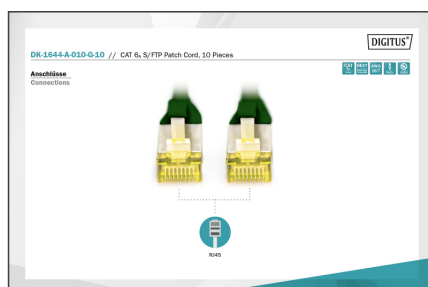 DIGITUS®
DK-1644-A-010-G-10 // CAT 6A S/FTP Patch Cord, 10 Pieces
Anschlüsse
Connections
RJ45